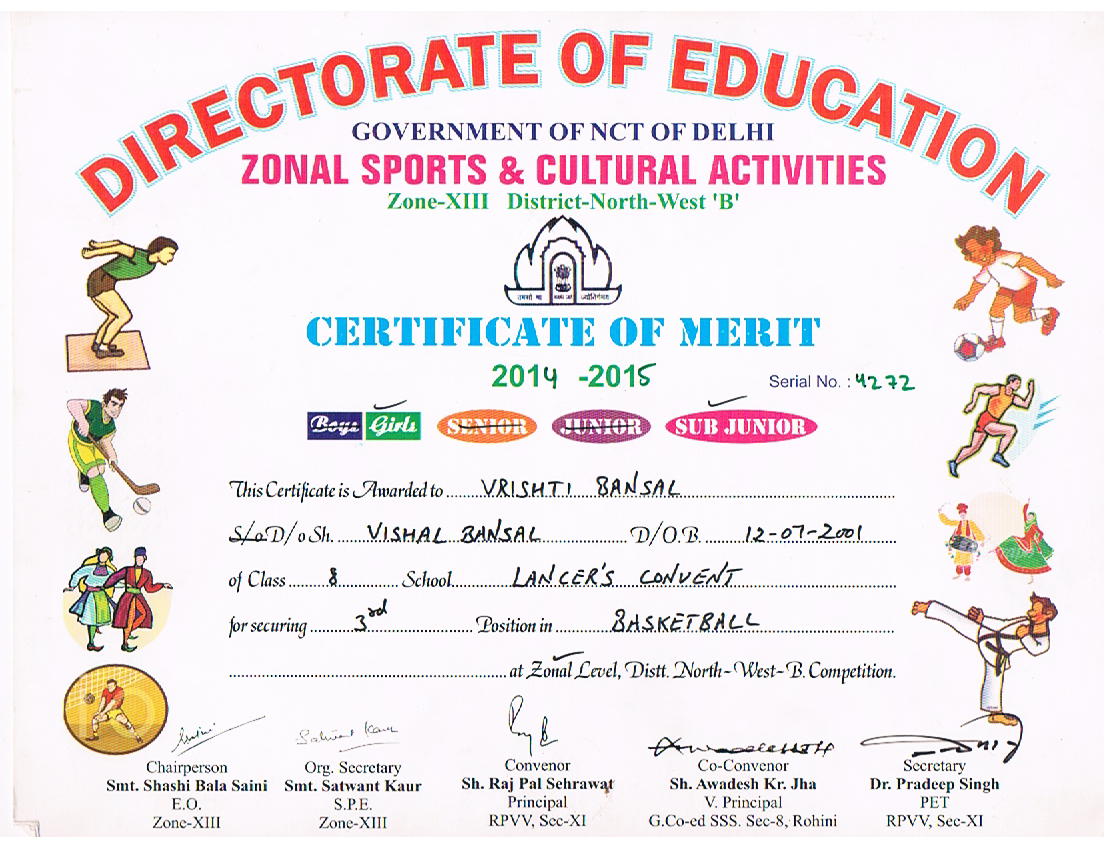 DIRECTORATE OF EDUCATION
GOVERNMENT OF NCT OF DELHI
ZONAL SPORTS & CULTURAL ACTIVITIES
Zone-XIII District-North-West 'B'
तमसो मा ज्योतिर्गमय
CERTIFICATE OF MERIT
2014 -2015
Serial No. : 4272
Boys Girls SENIOR JUNIOR SUB JUNIOR
This Certificate is Awarded to VRISHTI BANSAL
S/o D/o Sh. VISHAL BANSAL D/O.B. 12-07-2001
of Class 8 School LANCER'S CONVENT
for securing 3rd Position in BASKETBALL
at Zonal Level, Distt. North-West-B. Competition.
Satwant Kaur
Chairperson Org. Secretary Convenor Co-Convenor Secretary
Smt. Shashi Bala Saini Smt. Satwant Kaur Sh. Raj Pal Sehrawat Sh. Awadesh Kr. Jha Dr. Pradeep Singh
E.O. S.P.E. Principal V. Principal PET
Zone-XIII Zone-XIII RPVV, Sec-XI G.Co-ed SSS. Sec-8, Rohini RPVV, Sec-XI